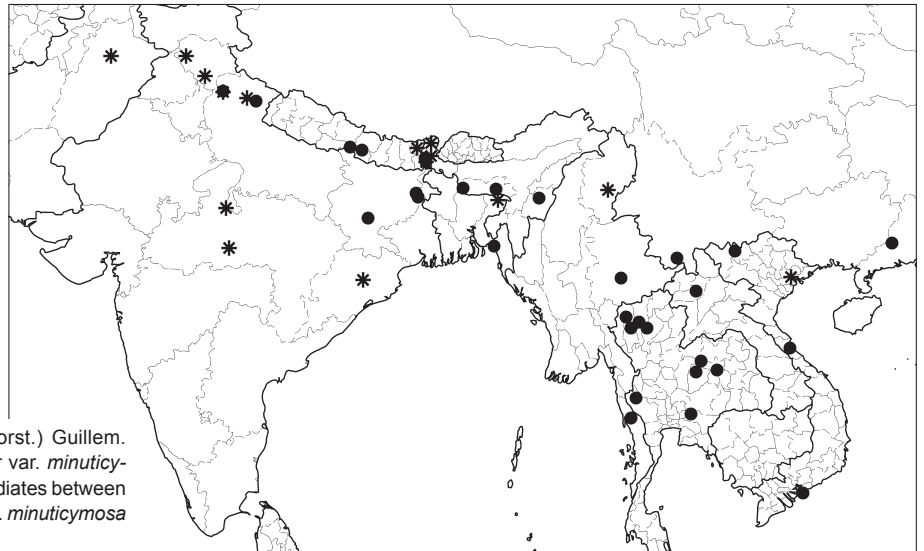 orst.) Guillem.
r var. minuticy-
diates between
. minuticymosa